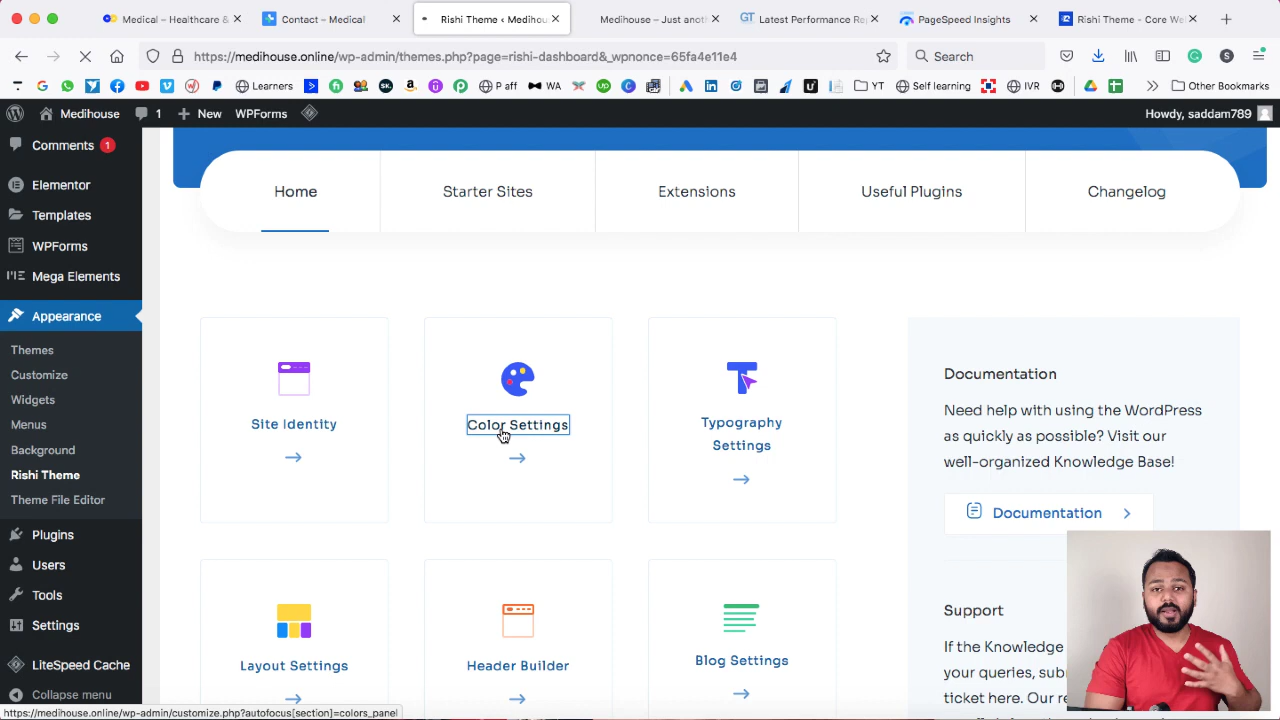 Medical – Healthcare &
Contact – Medical
Rishi Theme ‹ Medihou
Medihouse – Just anot
Latest Performance Re
PageSpeed Insights
Rishi Theme - Core We
https://medihouse.online/wp-admin/themes.php?page=rishi-dashboard&_wpnonce=65fa4e11e4
Search
Learners
P aff
WA
YT
Self learning
IVR
Other Bookmarks
Medihouse
1
New
WPForms
Howdy, saddam789
Comments 1
Elementor
Templates
WPForms
Mega Elements
Appearance
Themes
Customize
Widgets
Menus
Background
Rishi Theme
Theme File Editor
Plugins
Users
Tools
Settings
LiteSpeed Cache
Collapse menu
Home
Starter Sites
Extensions
Useful Plugins
Changelog
Site Identity
Color Settings
Typography
Settings
Layout Settings
Header Builder
Blog Settings
Documentation
Need help with using the WordPress
as quickly as possible? Visit our
well-organized Knowledge Base!
Documentation
Support
If the Knowledge
your queries, sub
ticket here. Our re
https://medihouse.online/wp-admin/customize.php?autofocus[section]=colors_panel